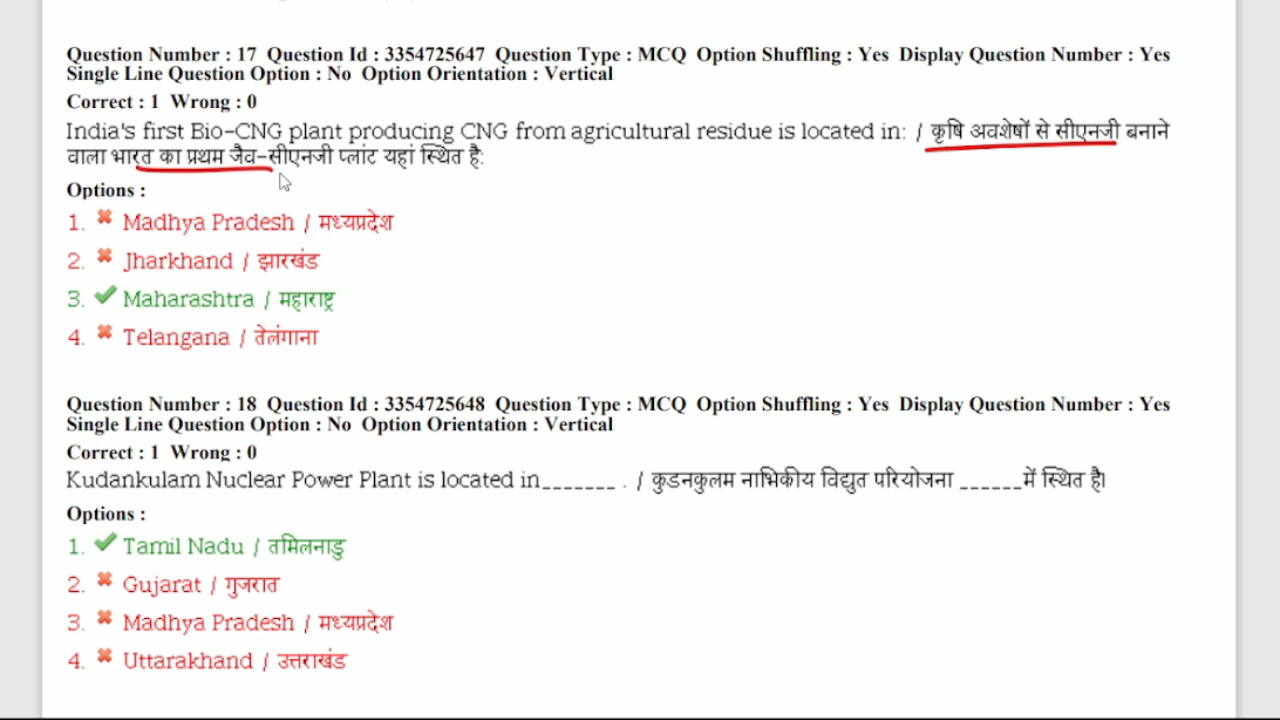 Question Number : 17 Question Id : 3354725647 Question Type : MCQ Option Shuffling : Yes Display Question Number : Yes
Single Line Question Option : No Option Orientation : Vertical
Correct : 1 Wrong : 0
India's first Bio-CNG plant producing CNG from agricultural residue is located in: / कृषि अवशेषों से सीएनजी बनाने
वाला भारत का प्रथम जैव-सीएनजी प्लांट यहां स्थित है:
Options :
1. Madhya Pradesh / मध्यप्रदेश
2. Jharkhand / झारखंड
3. Maharashtra / महाराष्ट्र
4. Telangana / तेलंगाना
Question Number : 18 Question Id : 3354725648 Question Type : MCQ Option Shuffling : Yes Display Question Number : Yes
Single Line Question Option : No Option Orientation : Vertical
Correct : 1 Wrong : 0
Kudankulam Nuclear Power Plant is located in_______ . / कुडनकुलम नाभिकीय विद्युत परियोजना ______में स्थित है।
Options :
1. Tamil Nadu / तमिलनाडु
2. Gujarat / गुजरात
3. Madhya Pradesh / मध्यप्रदेश
4. Uttarakhand / उत्तराखंड